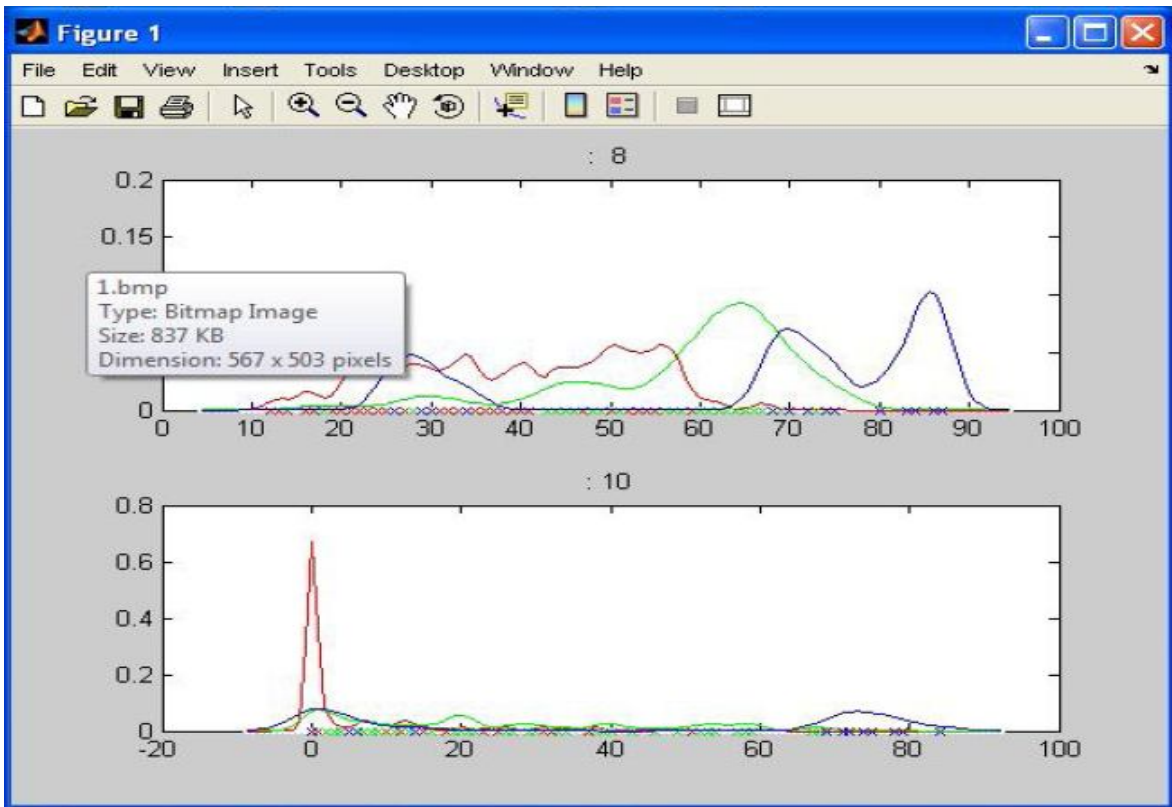 Figure 1
File Edit View Insert Tools Desktop Window Help
: 8
0.2
0.15
1.bmp
Type: Bitmap Image
Size: 837 KB
Dimension: 567 x 503 pixels
0
0 10 20 30 40 50 60 70 80 90 100
: 10
0.8
0.6
0.4
0.2
0
-20 0 20 40 60 80 100